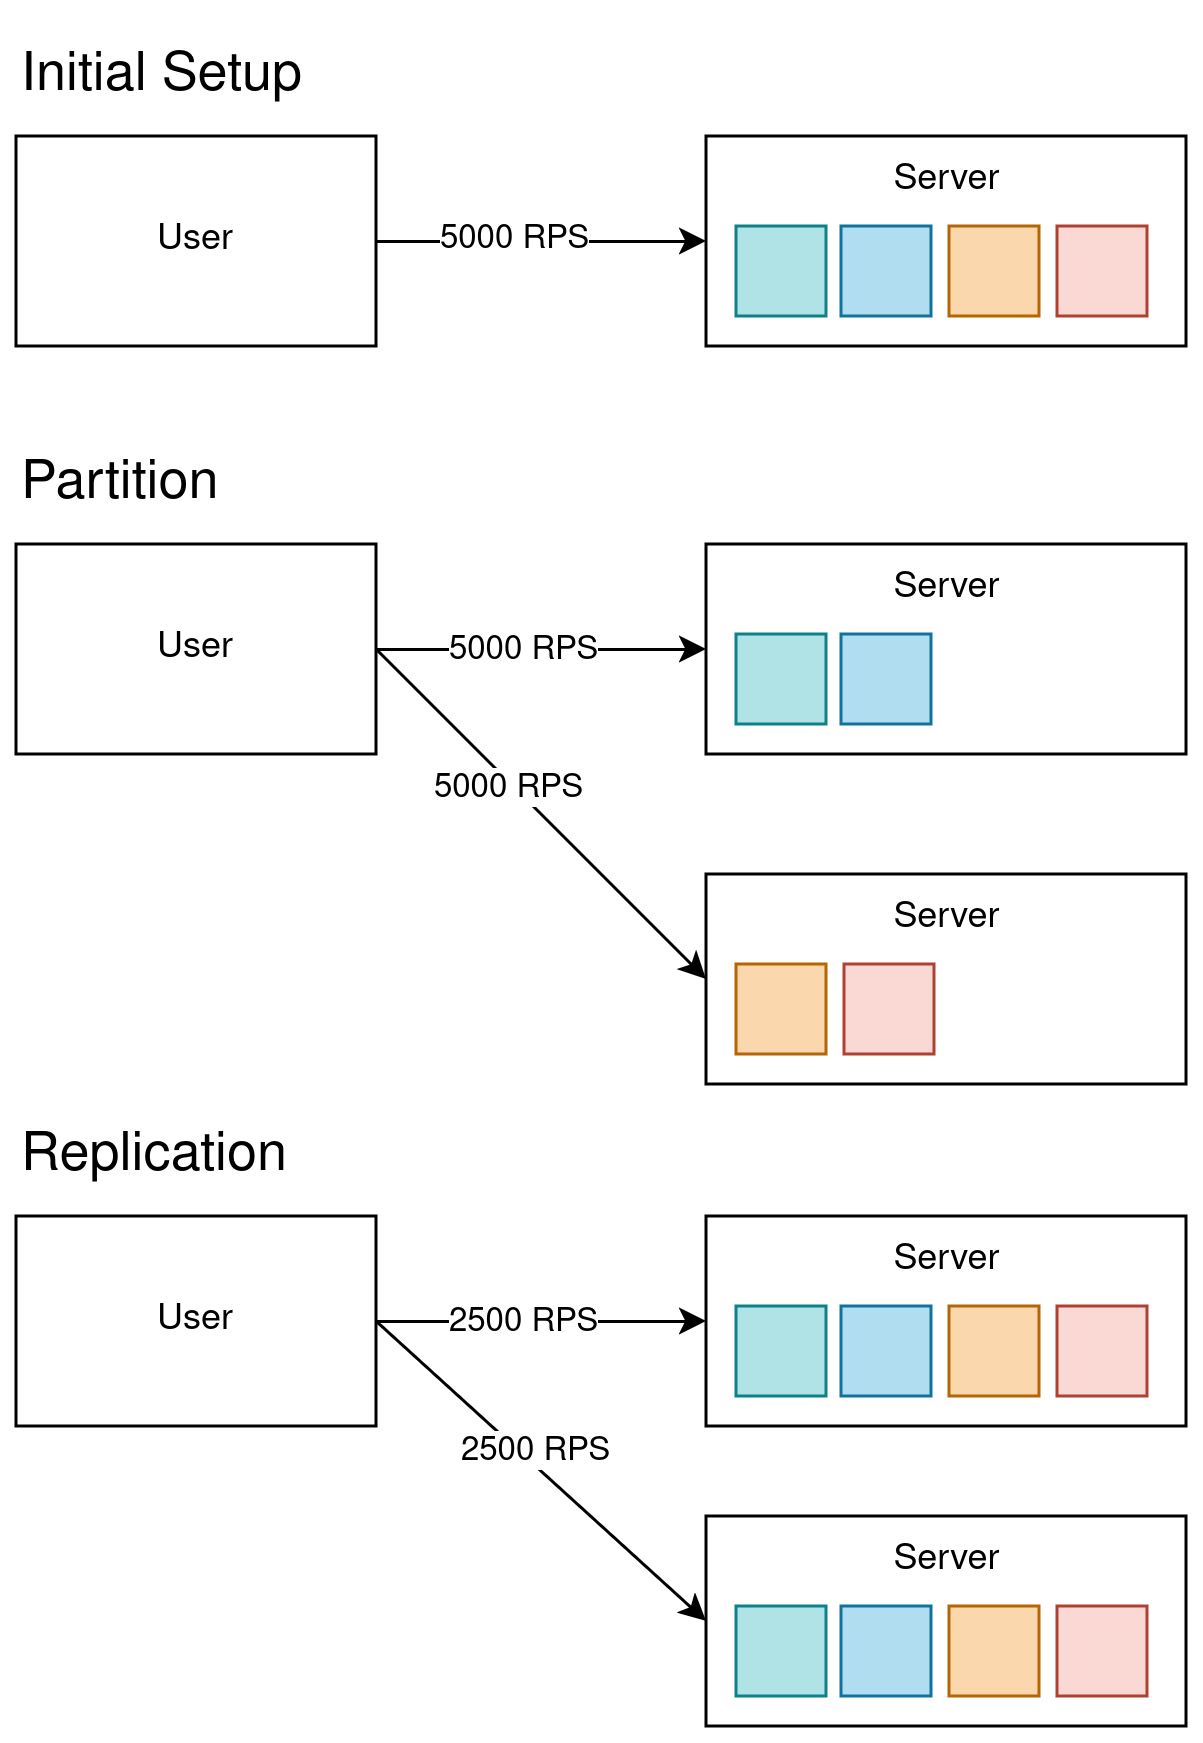 Initial Setup
User
5000 RPS
Server
Partition
User
5000 RPS
Server
5000 RPS
Server
Replication
User
2500 RPS
Server
2500 RPS
Server